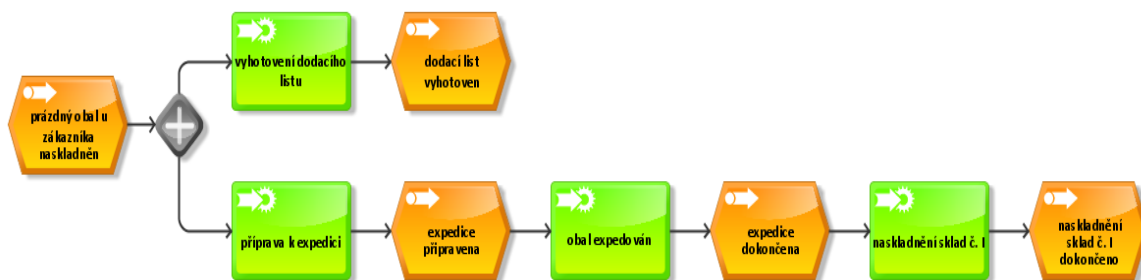 vyhotovení dodacího
listu
dodací list
vyhotoven
prázdný obal u
zákazníka
naskladněn
příprava k expedici
expedice
připravena
obal expedován
expedice
dokončena
naskladnění sklad č. I
naskladnění
sklad č. I
dokončeno